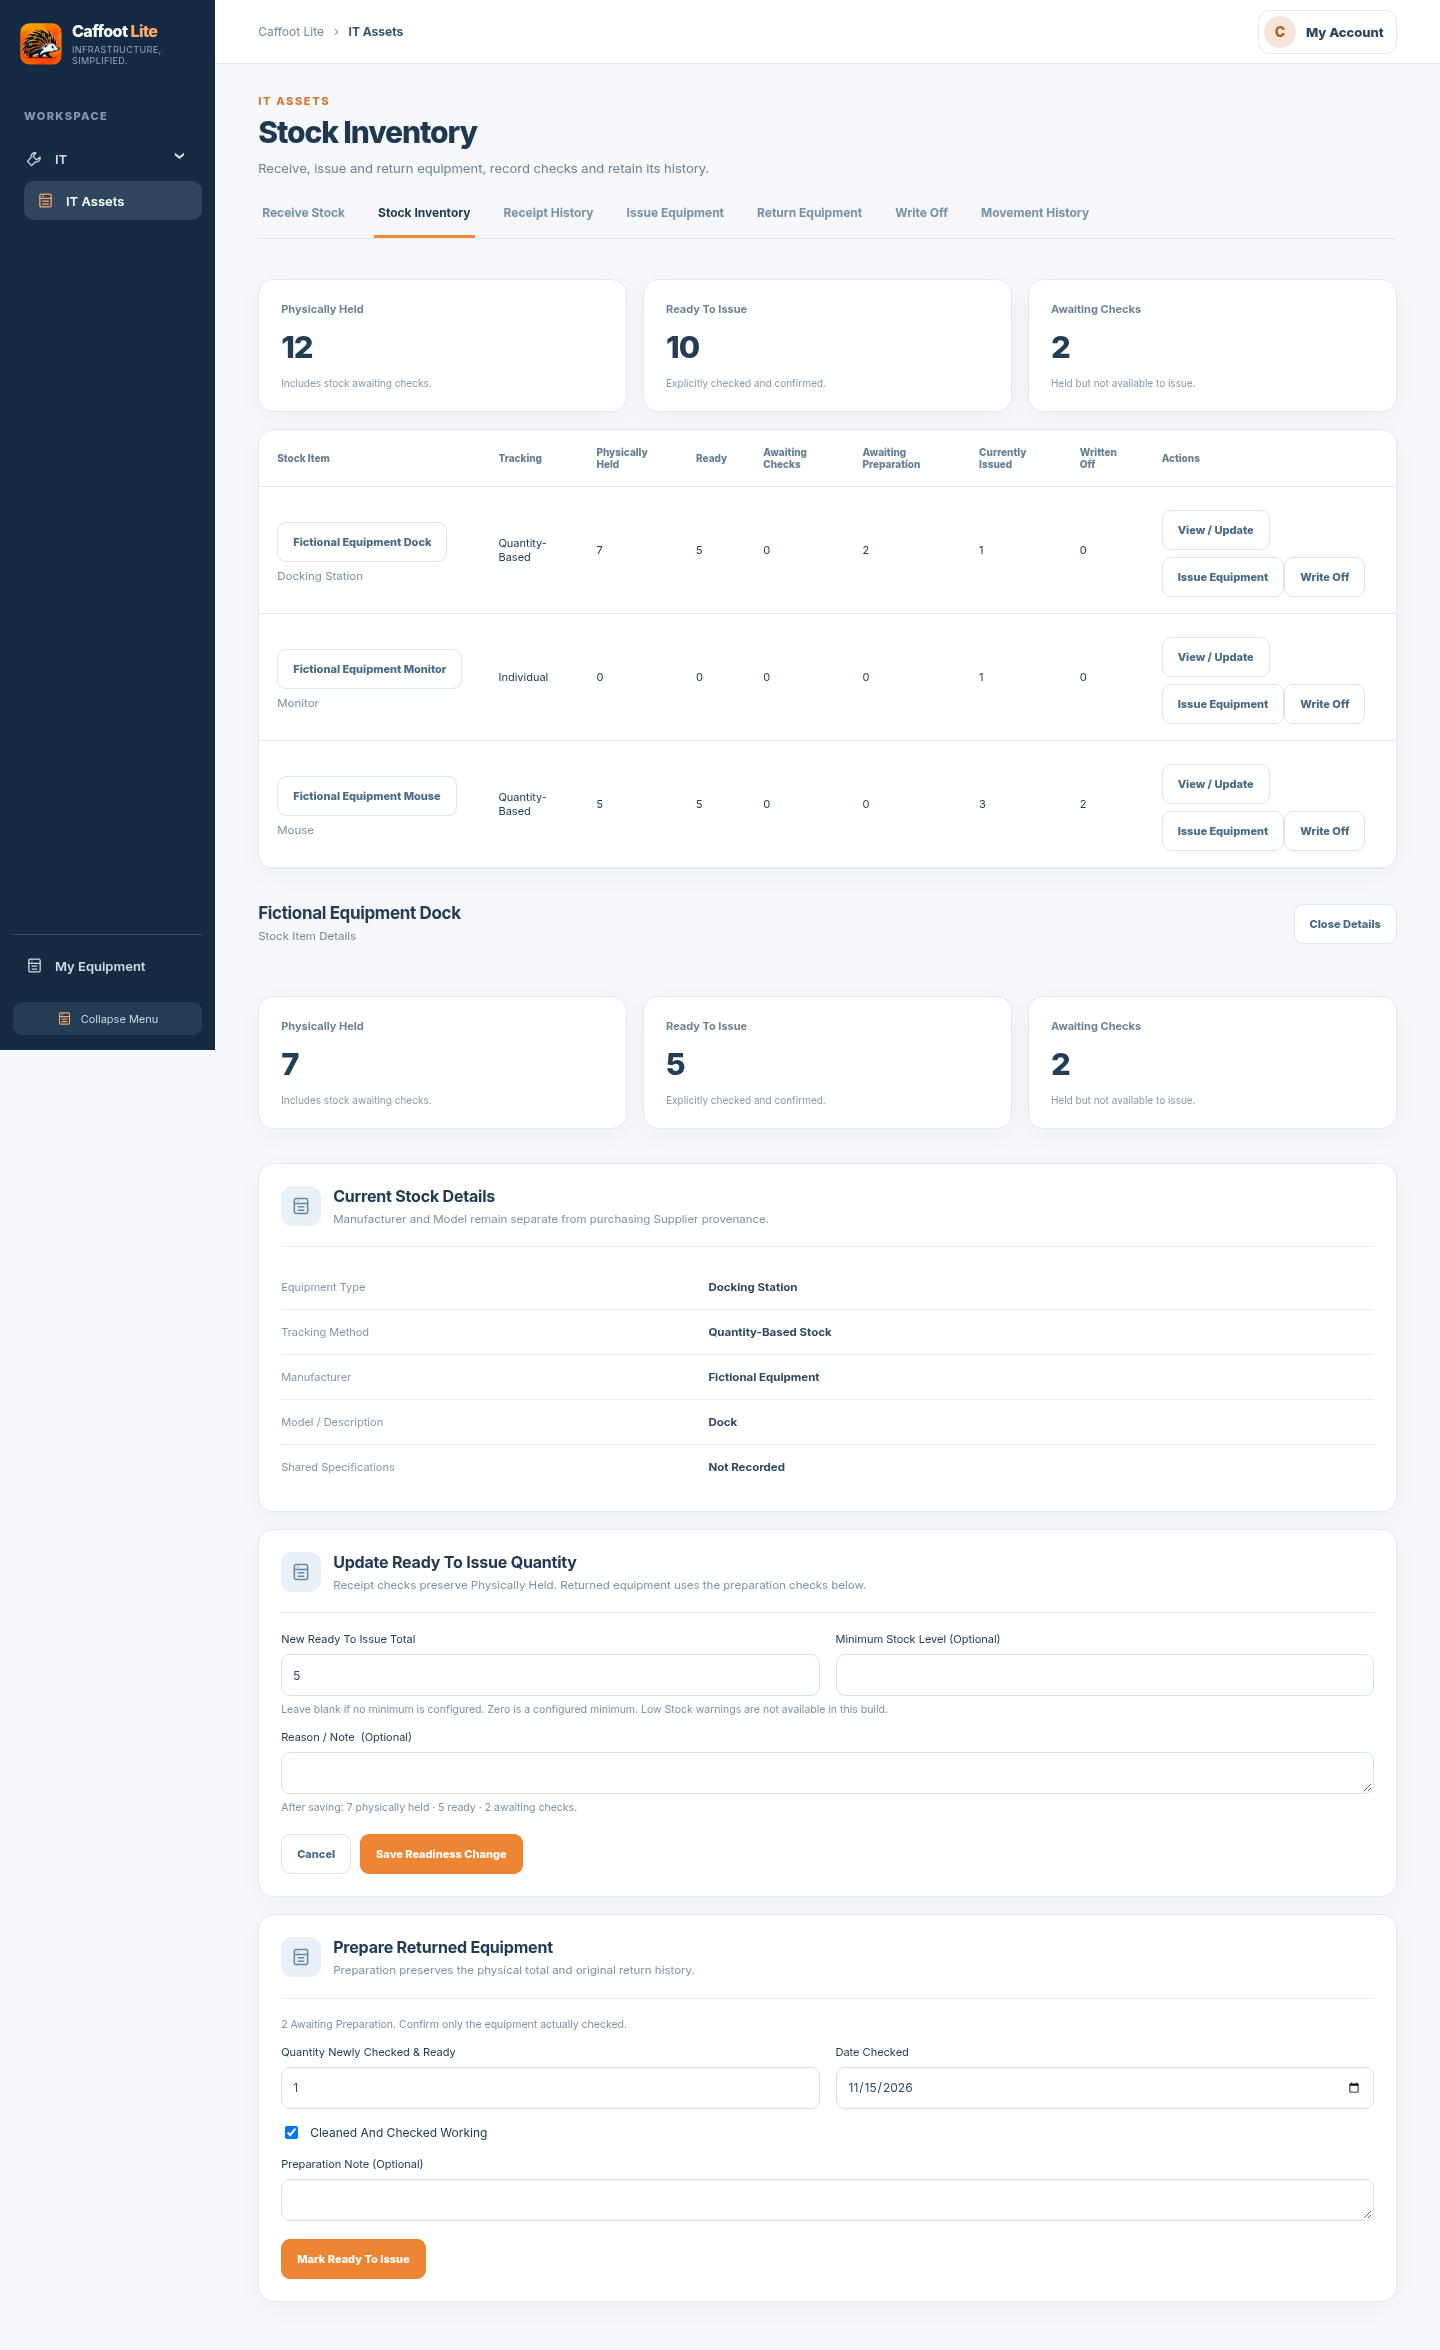 Caffoot Lite
INFRASTRUCTURE,
SIMPLIFIED.
WORKSPACE
IT
IT Assets
My Equipment
Collapse Menu
Caffoot Lite › IT Assets
C My Account
IT ASSETS
Stock Inventory
Receive, issue and return equipment, record checks and retain its history.
Receive Stock Stock Inventory Receipt History Issue Equipment Return Equipment Write Off Movement History
Physically Held Ready To Issue Awaiting Checks
12 10 2
Includes stock awaiting checks. Explicitly checked and confirmed. Held but not available to issue.
Stock Item Tracking Physically Held Ready Awaiting Checks Awaiting Preparation Currently Issued Written Off Actions
Fictional Equipment Dock
Docking Station
Quantity-
Based
7 5 0 2 1 0
View / Update
Issue Equipment Write Off
Fictional Equipment Monitor
Monitor
Individual 0 0 0 0 1 0
View / Update
Issue Equipment Write Off
Fictional Equipment Mouse
Mouse
Quantity-
Based
5 5 0 0 3 2
View / Update
Issue Equipment Write Off
Fictional Equipment Dock
Stock Item Details
Close Details
Physically Held Ready To Issue Awaiting Checks
7 5 2
Includes stock awaiting checks. Explicitly checked and confirmed. Held but not available to issue.
Current Stock Details
Manufacturer and Model remain separate from purchasing Supplier provenance.
Equipment Type Docking Station
Tracking Method Quantity-Based Stock
Manufacturer Fictional Equipment
Model / Description Dock
Shared Specifications Not Recorded
Update Ready To Issue Quantity
Receipt checks preserve Physically Held. Returned equipment uses the preparation checks below.
New Ready To Issue Total Minimum Stock Level (Optional)
5
Leave blank if no minimum is configured. Zero is a configured minimum. Low Stock warnings are not available in this build.
Reason / Note (Optional)
After saving: 7 physically held · 5 ready · 2 awaiting checks.
Cancel Save Readiness Change
Prepare Returned Equipment
Preparation preserves the physical total and original return history.
2 Awaiting Preparation. Confirm only the equipment actually checked.
Quantity Newly Checked & Ready Date Checked
1 11/15/2026
Cleaned And Checked Working
Preparation Note (Optional)
Mark Ready To Issue